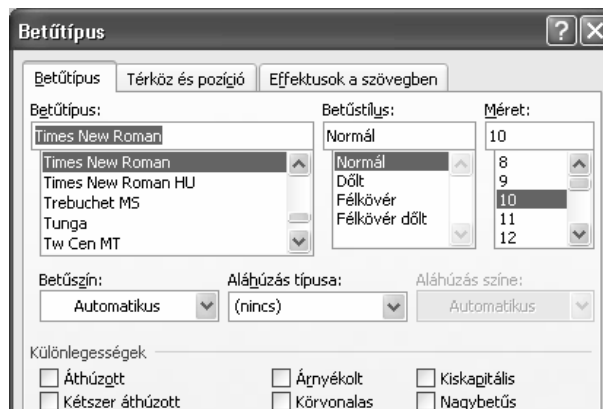 Betűtípus
Betűtípus Térköz és pozíció Effektusok a szövegben
Betűtípus: Betűstílus: Méret:
Times New Roman Normál 10
Times New Roman Normál 8
Times New Roman HU Dőlt 9
Trebuchet MS Félkövér 10
Tunga Félkövér dőlt 11
Tw Cen MT 12
Betűszín: Aláhúzás típusa: Aláhúzás színe:
Automatikus (nincs) Automatikus
Különlegességek
Áthúzott Árnyékolt Kiskapitális
Kétszer áthúzott Körvonalas Nagybetűs